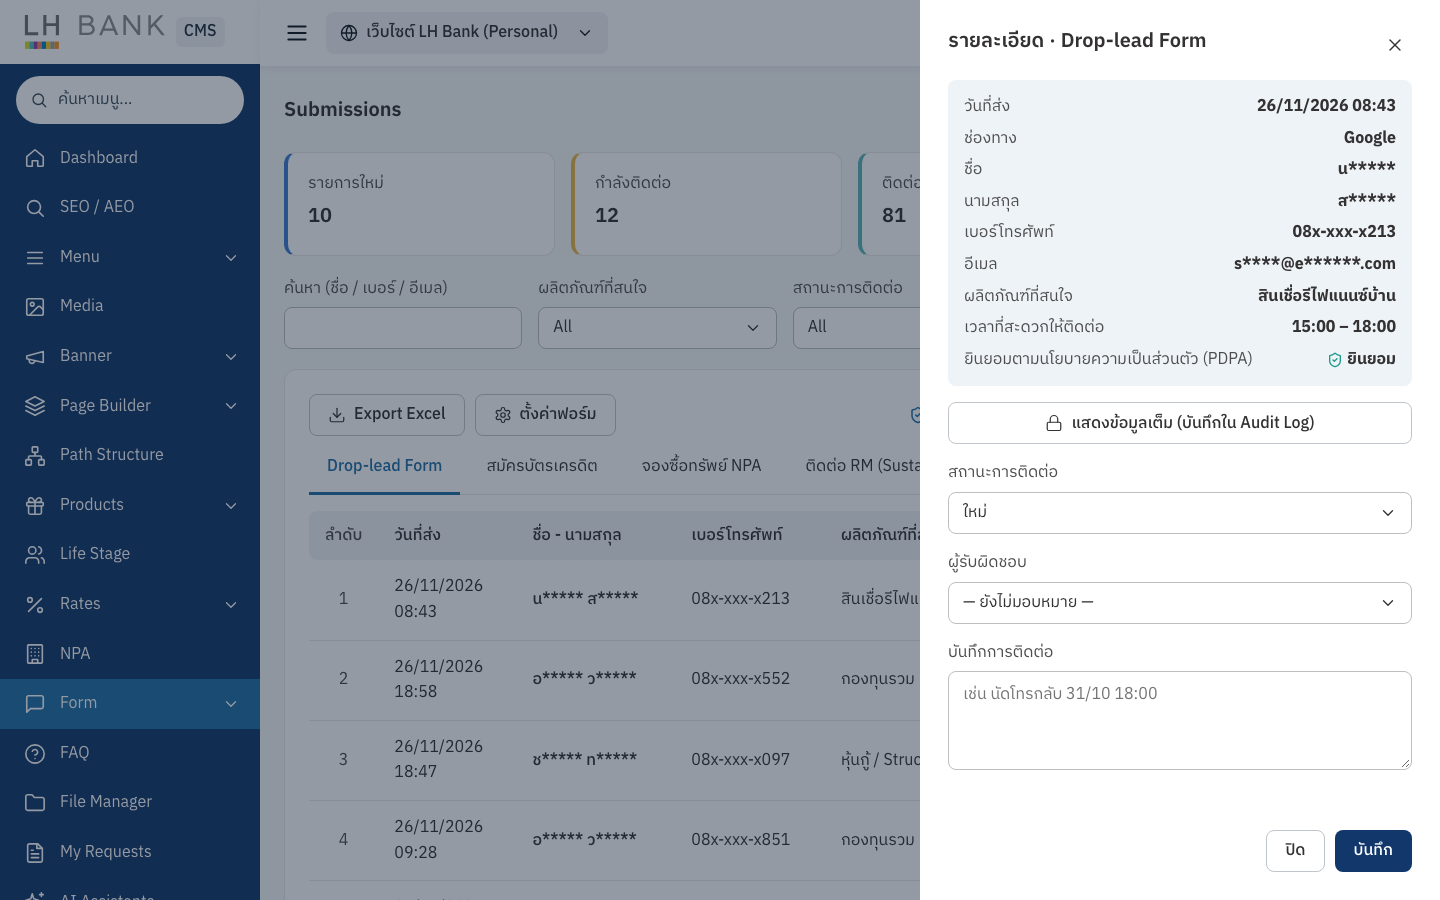 LH BANK CMS
ค้นหาเมนู...
Dashboard
SEO / AEO
Menu
Media
Banner
Page Builder
Path Structure
Products
Life Stage
Rates
NPA
Form
FAQ
File Manager
My Requests
เว็บไซต์ LH Bank (Personal)
Submissions
รายการใหม่
10
กำลังติดต่อ
12
81
ค้นหา (ชื่อ / เบอร์ / อีเมล)
ผลิตภัณฑ์ที่สนใจ
All
สถานะการติดต่อ
All
Export Excel
ตั้งค่าฟอร์ม
Drop-lead Form
สมัครบัตรเครดิต
จองซื้อทรัพย์ NPA
ติดต่อ RM (Susta
ลำดับ วันที่ส่ง ชื่อ - นามสกุล เบอร์โทรศัพท์
1 26/11/2026 08:43 น***** ส***** 08x-xxx-x213
2 26/11/2026 18:58 อ***** ว***** 08x-xxx-x552 กองทุนรวม
3 26/11/2026 18:47 ช***** ท***** 08x-xxx-x097 หุ้นกู้ / Struc
4 26/11/2026 09:28 อ***** ว***** 08x-xxx-x851 กองทุนรวม
รายละเอียด · Drop-lead Form
วันที่ส่ง 26/11/2026 08:43
ช่องทาง Google
ชื่อ น*****
นามสกุล ส*****
เบอร์โทรศัพท์ 08x-xxx-x213
อีเมล s****@e******.com
ผลิตภัณฑ์ที่สนใจ สินเชื่อรีไฟแนนซ์บ้าน
เวลาที่สะดวกให้ติดต่อ 15:00 – 18:00
ยินยอมตามนโยบายความเป็นส่วนตัว (PDPA) ยินยอม
แสดงข้อมูลเต็ม (บันทึกใน Audit Log)
สถานะการติดต่อ
ใหม่
ผู้รับผิดชอบ
— ยังไม่มอบหมาย —
บันทึกการติดต่อ
เช่น นัดโทรกลับ 31/10 18:00
ปิด
บันทึก